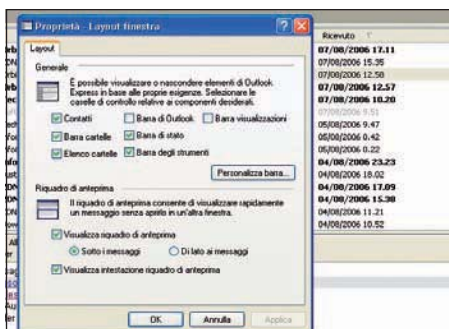 Proprietà - Layout finestra
Layout
Generale
È possibile visualizzare o nascondere elementi di Outlook
Express in base alle proprie esigenze. Selezionare le
caselle di controllo relative ai componenti desiderati.
Contatti Barra di Outlook Barra visualizzazioni
Barra cartelle Barra di stato
Elenco cartelle Barra degli strumenti
Personalizza barra...
Riquadro di anteprima
Il riquadro di anteprima consente di visualizzare rapidamente
un messaggio senza aprirlo in un'altra finestra.
Visualizza riquadro di anteprima
Sotto i messaggi Di lato ai messaggi
Visualizza intestazione riquadro di anteprima
OK Annulla Applica
Ricevuto
07/08/2006 17.11
07/08/2006 15.35
07/08/2006 12.58
07/08/2006 12.57
07/08/2006 10.20
07/08/2006 9.51
05/08/2006 9.47
05/08/2006 0.42
05/08/2006 0.22
04/08/2006 23.23
04/08/2006 18.02
04/08/2006 17.09
04/08/2006 15.38
04/08/2006 11.21
04/08/2006 10.52